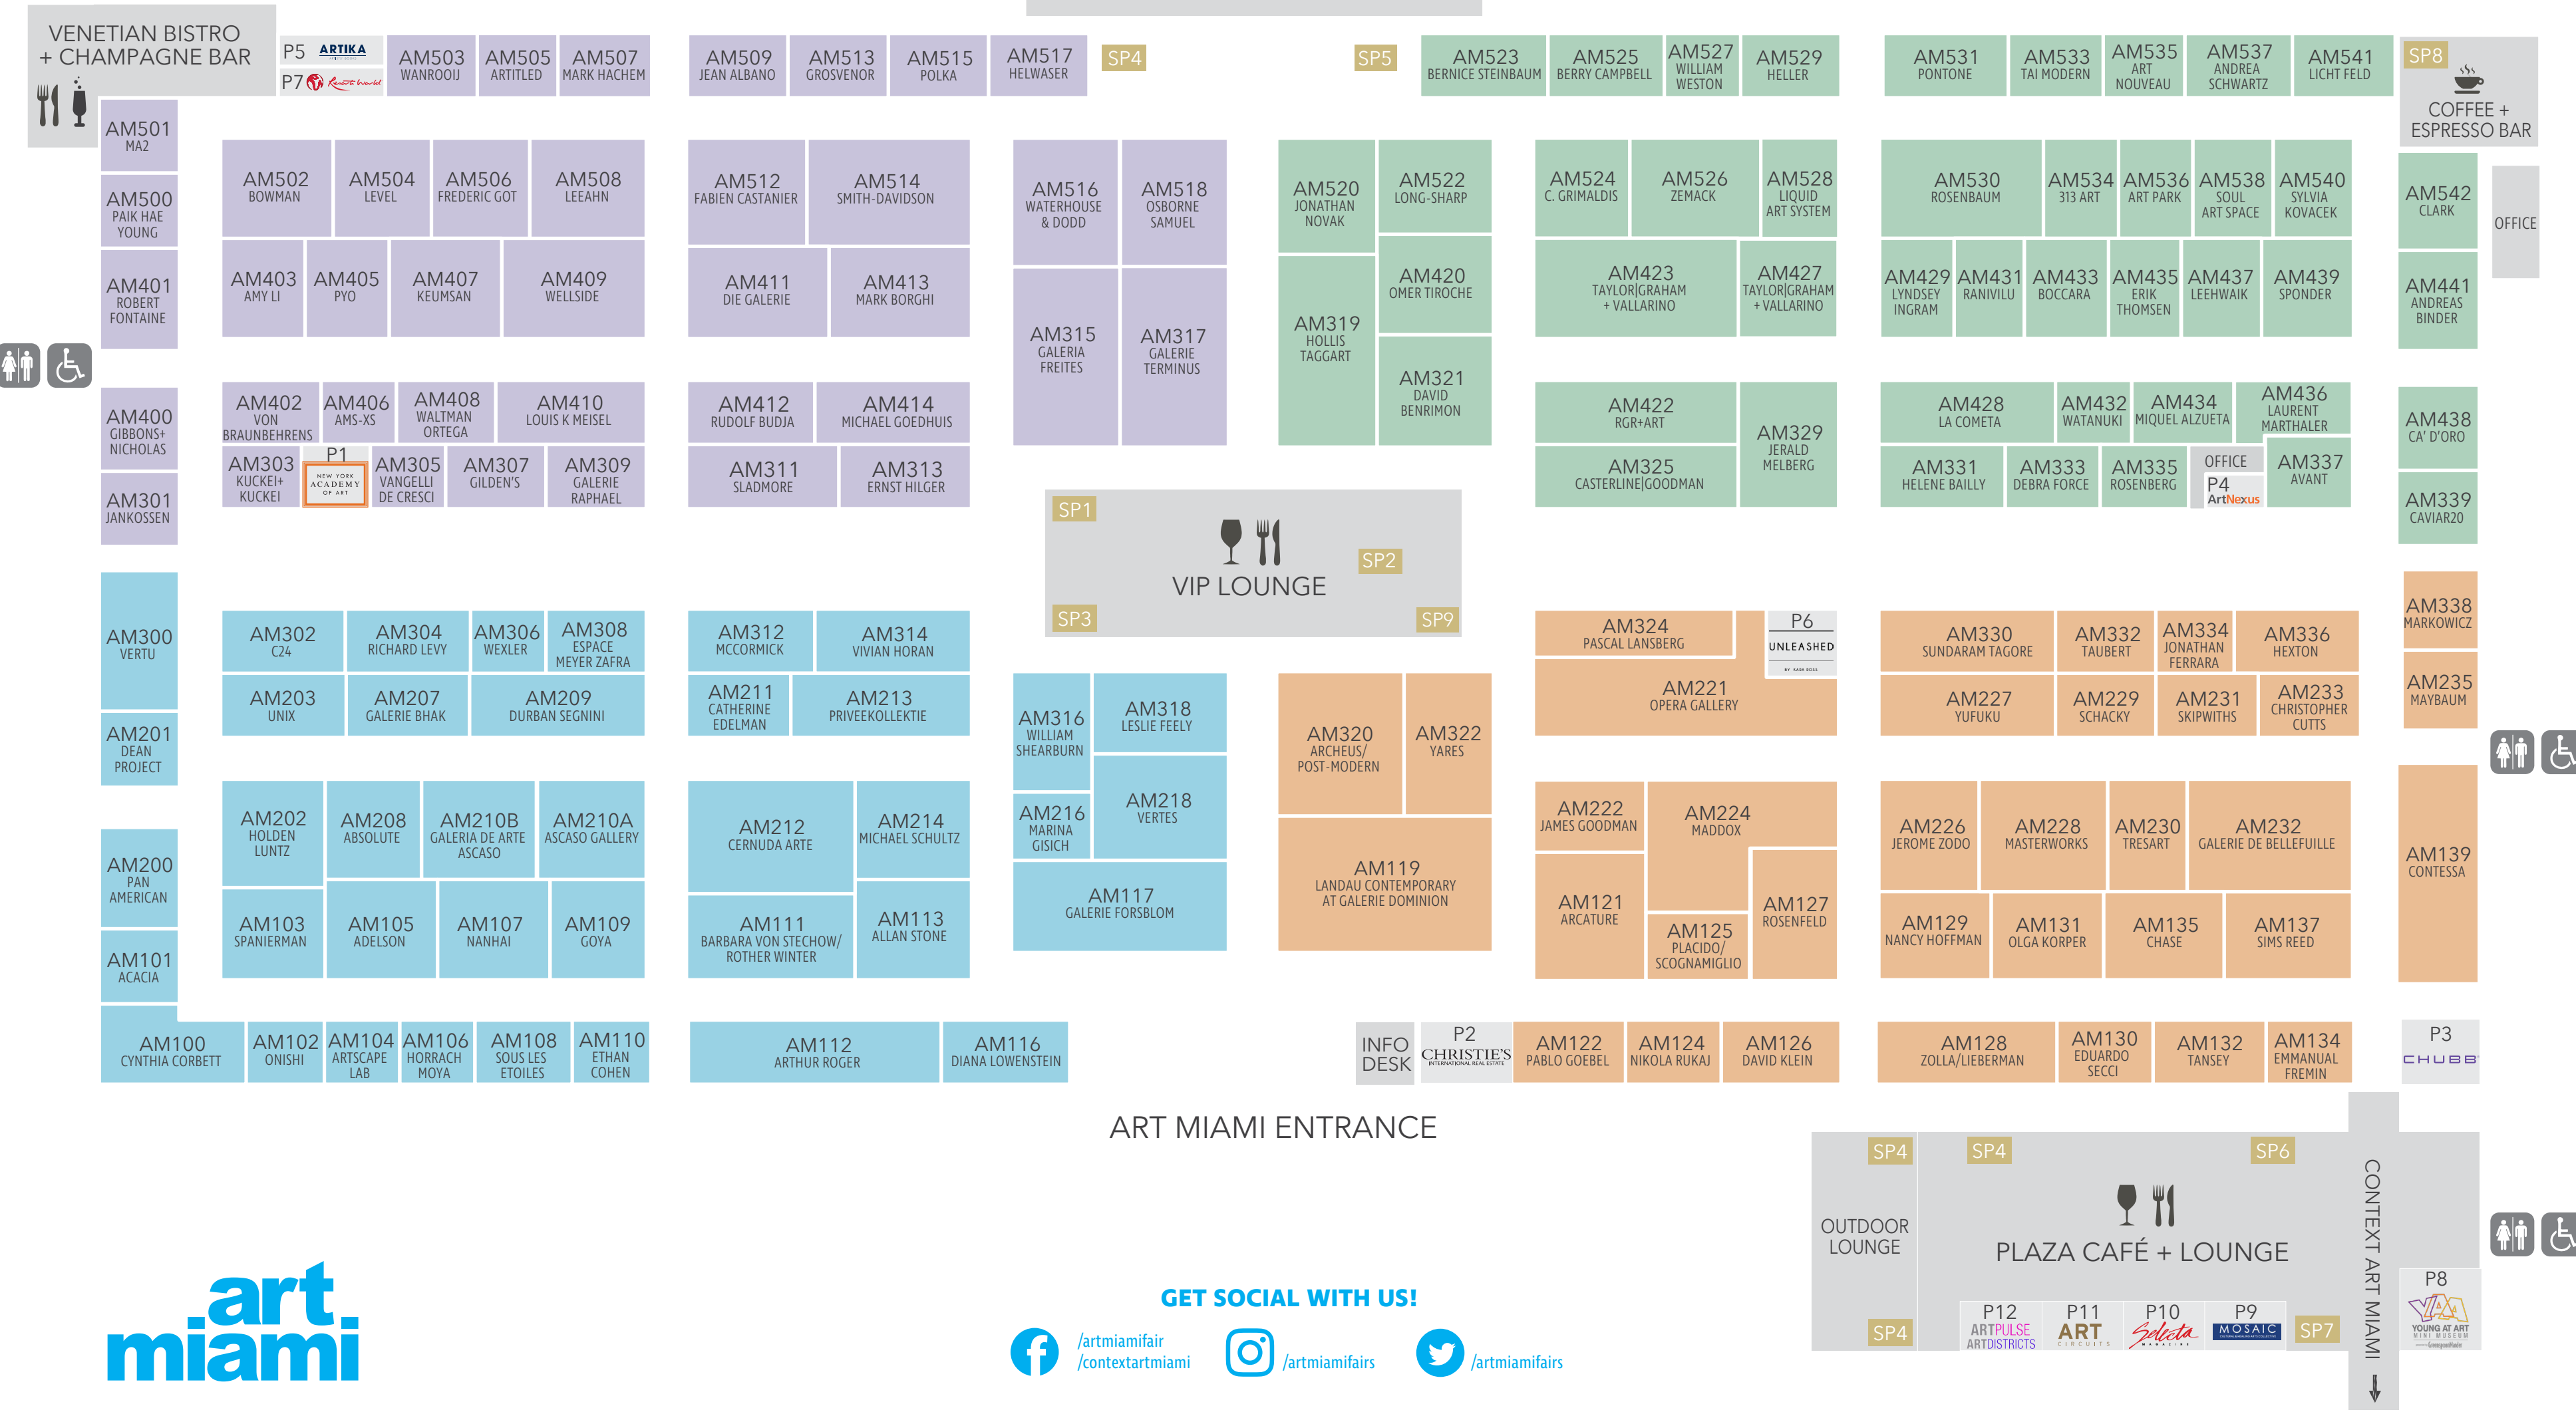 VENETIAN BISTRO
+ CHAMPAGNE BAR
P5 ARTIKA
P7 Resorts World
AM503
WANROOIJ
AM505
ARTITLED
AM507
MARK HACHEM
AM509
JEAN ALBANO
AM513
GROSVENOR
AM515
POLKA
AM517
HELWASER
SP4
SP5
AM523
BERNICE STEINBAUM
AM525
BERRY CAMPBELL
AM527
WILLIAM
WESTON
AM529
HELLER
AM531
PONTONE
AM533
TAI MODERN
AM535
ART
NOUVEAU
AM537
ANDREA
SCHWARTZ
AM541
LICHT FELD
SP8
COFFEE +
ESPRESSO BAR
AM501
MA2
AM500
PAIK HAE
YOUNG
AM401
ROBERT
FONTAINE
AM502
BOWMAN
AM504
LEVEL
AM506
FREDERIC GOT
AM508
LEEAHN
AM512
FABIEN CASTANIER
AM514
SMITH-DAVIDSON
AM516
WATERHOUSE
& DODD
AM518
OSBORNE
SAMUEL
AM520
JONATHAN
NOVAK
AM522
LONG-SHARP
AM524
C. GRIMALDIS
AM526
ZEMACK
AM528
LIQUID
ART SYSTEM
AM530
ROSENBAUM
AM534
313 ART
AM536
ART PARK
AM538
SOUL
ART SPACE
AM540
SYLVIA
KOVACEK
AM542
CLARK
OFFICE
AM403
AMY LI
AM405
PYO
AM407
KEUMSAN
AM409
WELLSIDE
AM411
DIE GALERIE
AM413
MARK BORGHI
AM315
GALERIA
FREITES
AM317
GALERIE
TERMINUS
AM319
HOLLIS
TAGGART
AM420
OMER TIROCHE
AM321
DAVID
BENRIMON
AM423
TAYLOR|GRAHAM
+ VALLARINO
AM427
TAYLOR|GRAHAM
+ VALLARINO
AM429
LYNDSEY
INGRAM
AM431
RANIVILU
AM433
BOCCARA
AM435
ERIK
THOMSEN
AM437
LEEHWAIK
AM439
SPONDER
AM441
ANDREAS
BINDER
AM400
GIBBONS+
NICHOLAS
AM301
JANKOSSEN
AM402
VON
BRAUNBEHRENS
AM406
AMS-XS
AM408
WALTMAN
ORTEGA
AM410
LOUIS K MEISEL
AM412
RUDOLF BUDJA
AM414
MICHAEL GOEDHUIS
AM422
RGR+ART
AM329
JERALD
MELBERG
AM428
LA COMETA
AM432
WATANUKI
AM434
MIQUEL ALZUETA
AM436
LAURENT
MARTHALER
AM438
CA' D'ORO
AM303
KUCKEI+
KUCKEI
P1
NEW YORK
ACADEMY
OF ART
AM305
VANGELLI
DE CRESCI
AM307
GILDEN'S
AM309
GALERIE
RAPHAEL
AM311
SLADMORE
AM313
ERNST HILGER
AM325
CASTERLINE|GOODMAN
AM331
HELENE BAILLY
AM333
DEBRA FORCE
AM335
ROSENBERG
OFFICE
P4
ArtNexus
AM337
AVANT
AM339
CAVIAR20
SP1
SP2
VIP LOUNGE
SP3
SP9
AM300
VERTU
AM201
DEAN
PROJECT
AM302
C24
AM304
RICHARD LEVY
AM306
WEXLER
AM308
ESPACE
MEYER ZAFRA
AM312
MCCORMICK
AM314
VIVIAN HORAN
AM324
PASCAL LANSBERG
P6
UNLEASHED
BY KARA ROSS
AM330
SUNDARAM TAGORE
AM332
TAUBERT
AM334
JONATHAN
FERRARA
AM336
HEXTON
AM338
MARKOWICZ
AM203
UNIX
AM207
GALERIE BHAK
AM209
DURBAN SEGNINI
AM211
CATHERINE
EDELMAN
AM213
PRIVEEKOLLEKTIE
AM316
WILLIAM
SHEARBURN
AM318
LESLIE FEELY
AM320
ARCHEUS/
POST-MODERN
AM322
YARES
AM221
OPERA GALLERY
AM227
YUFUKU
AM229
SCHACKY
AM231
SKIPWITHS
AM233
CHRISTOPHER
CUTTS
AM235
MAYBAUM
AM202
HOLDEN
LUNTZ
AM208
ABSOLUTE
AM210B
GALERIA DE ARTE
ASCASO
AM210A
ASCASO GALLERY
AM212
CERNUDA ARTE
AM214
MICHAEL SCHULTZ
AM216
MARINA
GISICH
AM218
VERTES
AM222
JAMES GOODMAN
AM224
MADDOX
AM226
JEROME ZODO
AM228
MASTERWORKS
AM230
TRESART
AM232
GALERIE DE BELLEFUILLE
AM139
CONTESSA
AM200
PAN
AMERICAN
AM101
ACACIA
AM103
SPANIERMAN
AM105
ADELSON
AM107
NANHAI
AM109
GOYA
AM111
BARBARA VON STECHOW/
ROTHER WINTER
AM113
ALLAN STONE
AM117
GALERIE FORSBLOM
AM119
LANDAU CONTEMPORARY
AT GALERIE DOMINION
AM121
ARCATURE
AM125
PLACIDO/
SCOGNAMIGLIO
AM127
ROSENFELD
AM129
NANCY HOFFMAN
AM131
OLGA KORPER
AM135
CHASE
AM137
SIMS REED
AM100
CYNTHIA CORBETT
AM102
ONISHI
AM104
ARTSCAPE
LAB
AM106
HORRACH
MOYA
AM108
SOUS LES
ETOILES
AM110
ETHAN
COHEN
AM112
ARTHUR ROGER
AM116
DIANA LOWENSTEIN
INFO
DESK
P2
CHRISTIE'S
INTERNATIONAL REAL ESTATE
AM122
PABLO GOEBEL
AM124
NIKOLA RUKAJ
AM126
DAVID KLEIN
AM128
ZOLLA/LIEBERMAN
AM130
EDUARDO
SECCI
AM132
TANSEY
AM134
EMMANUAL
FREMIN
P3
CHUBB
ART MIAMI ENTRANCE
SP4
SP4
SP6
OUTDOOR
LOUNGE
PLAZA CAFÉ + LOUNGE
CONTEXT ART MIAMI
SP4
P12
ARTPULSE
ARTDISTRICTS
P11
ART
CIRCUITS
P10
Selecta
MAGAZINE
P9
MOSAIC
SP7
P8
YAA
YOUNG AT ART
MINI MUSEUM
art
miami
GET SOCIAL WITH US!
/artmiamifair
/contextartmiami
/artmiamifairs
/artmiamifairs